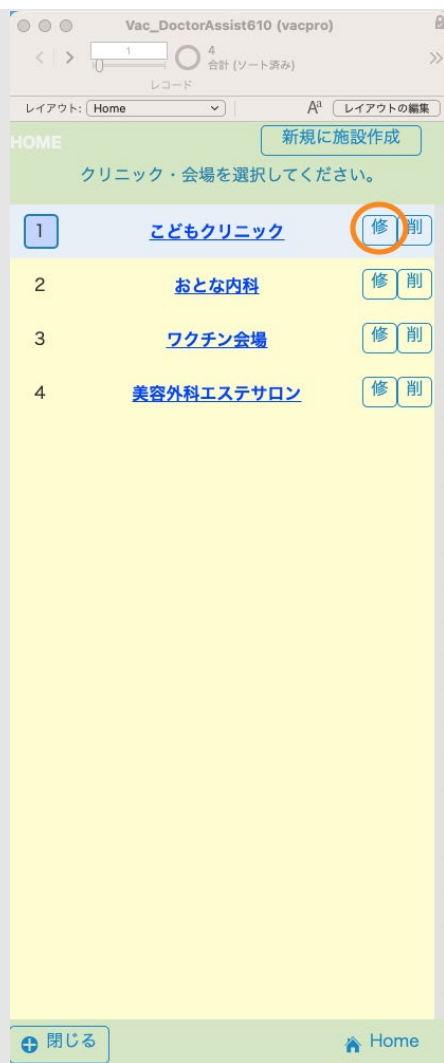 Vac_DoctorAssist610 (vacpro)
1
4
合計 (ソート済み)
レコード
レイアウト: Home
Aª レイアウトの編集
HOME
新規に施設作成
クリニック・会場を選択してください。
1 こどもクリニック 修 削
2 おとな内科 修 削
3 ワクチン会場 修 削
4 美容外科エステサロン 修 削
閉じる Home